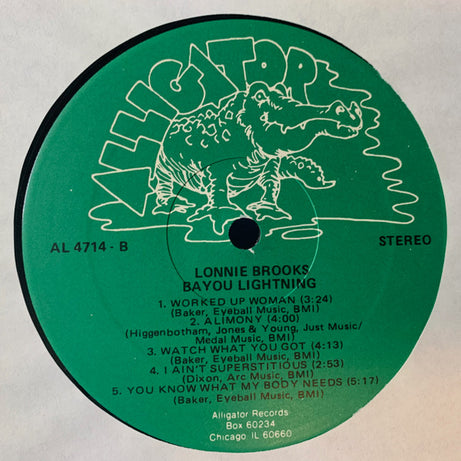 ALLIGATOR
AL 4714 - B
STEREO
LONNIE BROOKS
BAYOU LIGHTNING
1. WORKED UP WOMAN (3:24)
(Baker, Eyeball Music, BMI)
2. ALIMONY (4:00)
(Higgenbotham, Jones & Young, Just Music/
Medal Music, BMI)
3. WATCH WHAT YOU GOT (4:13)
(Baker, Eyeball Music, BMI)
4. I AIN'T SUPERSTITIOUS (2:53)
(Dixon, Arc Music, BMI)
5. YOU KNOW WHAT MY BODY NEEDS (5:17)
(Baker, Eyeball Music, BMI)
Alligator Records
Box 60234
Chicago IL 60660